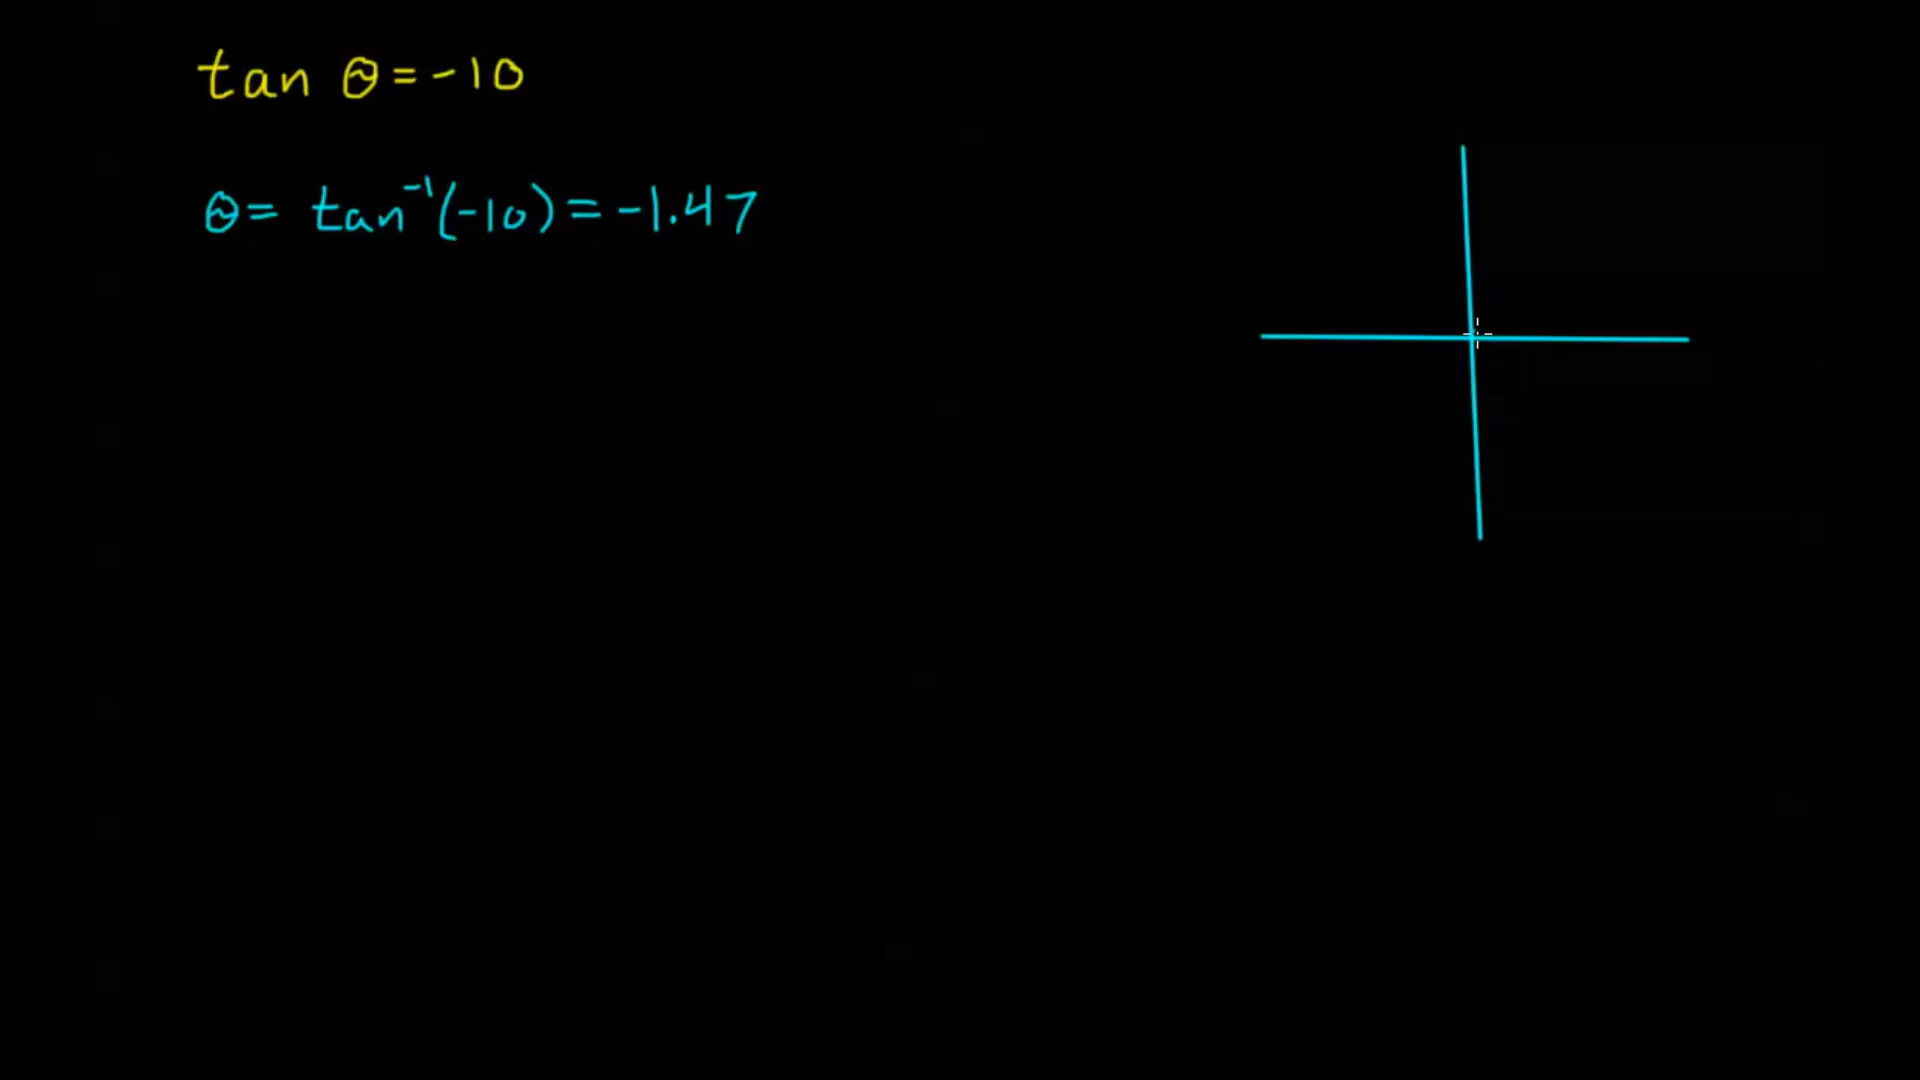 tan θ = -10
θ = tan⁻¹(-10) = -1.47